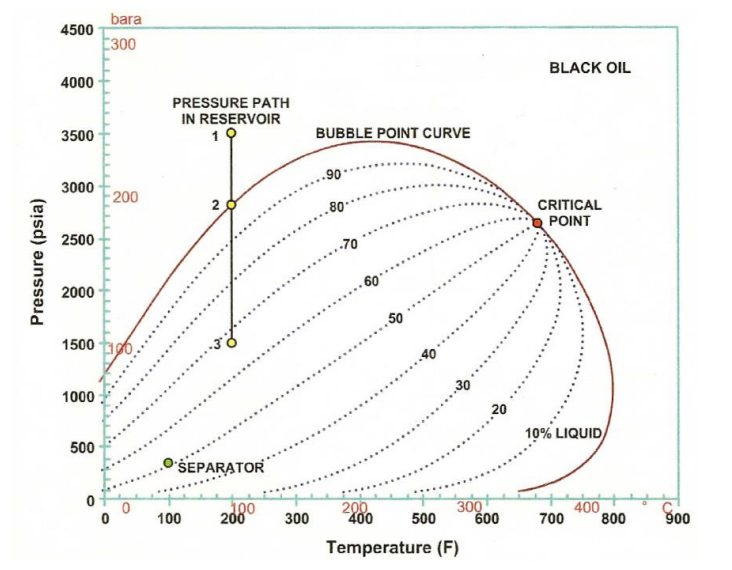 bara
4500
300
4000
BLACK OIL
PRESSURE PATH
IN RESERVOIR
3500
1
BUBBLE POINT CURVE
90
3000
200
2
80
CRITICAL
POINT
2500
70
60
2000
50
1500
100
3
40
30
1000
20
10% LIQUID
500
SEPARATOR
0
0 100 200 300 400 ° C
0 100 200 300 400 500 600 700 800 900
Temperature (F)
Pressure (psia)